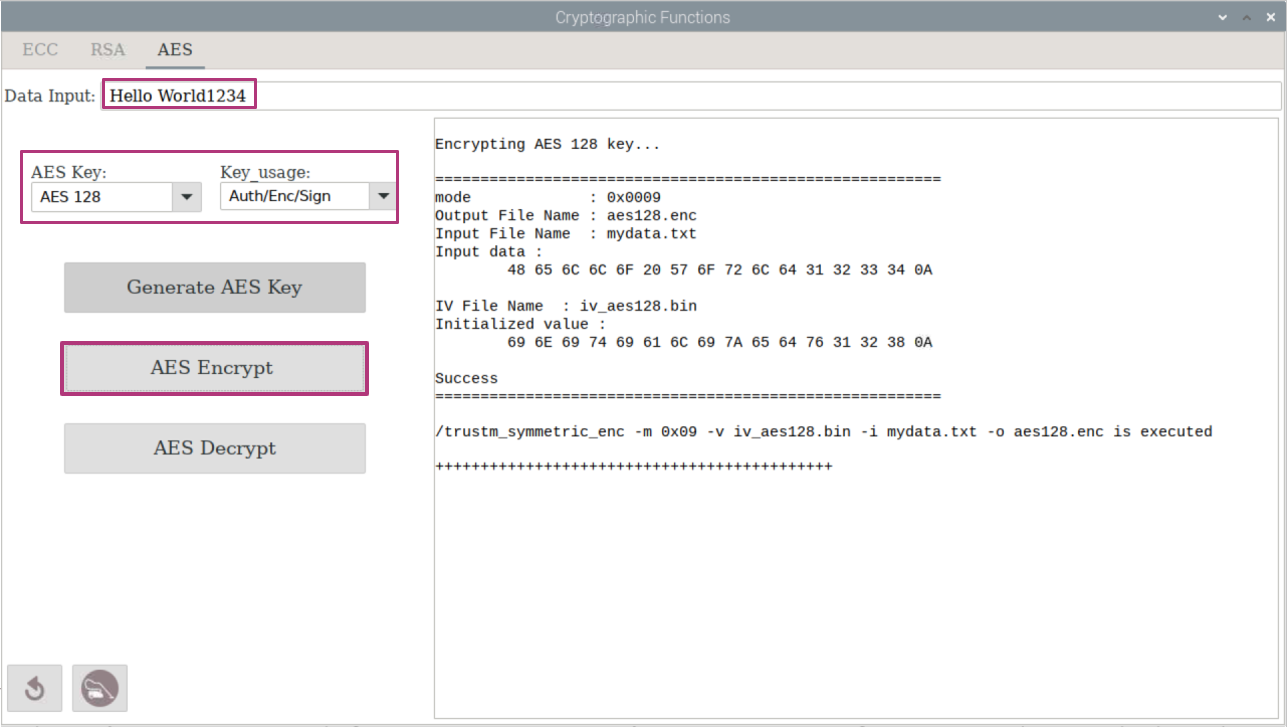 Cryptographic Functions
ECC RSA AES
Data Input: Hello World1234
AES Key: Key_usage:
AES 128 Auth/Enc/Sign
Generate AES Key
AES Encrypt
AES Decrypt
Encrypting AES 128 key...
========================================================
mode : 0x0009
Output File Name : aes128.enc
Input File Name : mydata.txt
Input data :
48 65 6C 6C 6F 20 57 6F 72 6C 64 31 32 33 34 0A
IV File Name : iv_aes128.bin
Initialized value :
69 6E 69 74 69 61 6C 69 7A 65 64 76 31 32 38 0A
Success
========================================================
/trustm_symmetric_enc -m 0x09 -v iv_aes128.bin -i mydata.txt -o aes128.enc is executed
++++++++++++++++++++++++++++++++++++++++++++